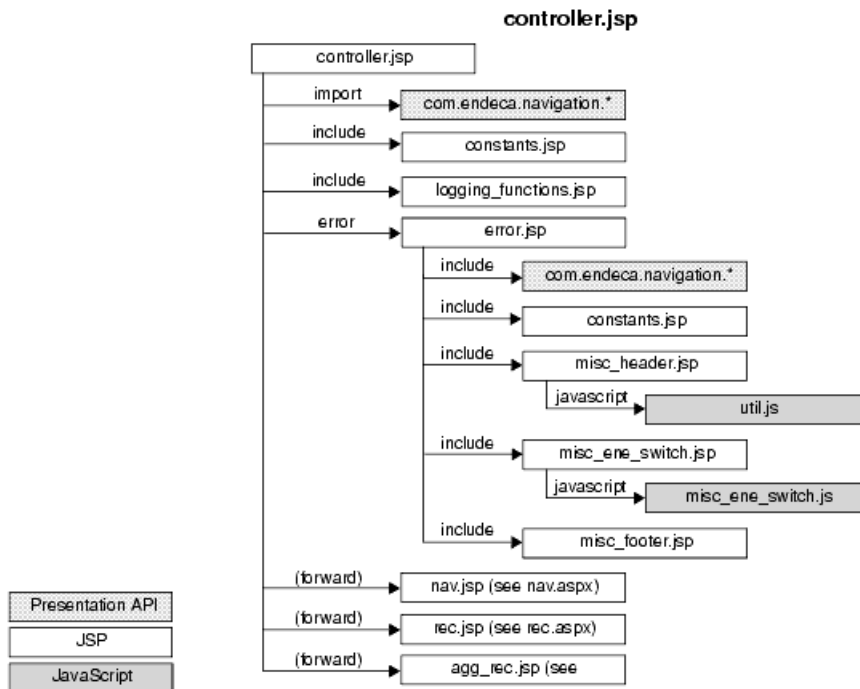 controller.jsp
controller.jsp
import
com.endeca.navigation.*
include
constants.jsp
include
logging_functions.jsp
error
error.jsp
include
com.endeca.navigation.*
include
constants.jsp
include
misc_header.jsp
javascript
util.js
include
misc_ene_switch.jsp
javascript
misc_ene_switch.js
include
misc_footer.jsp
(forward)
nav.jsp (see nav.aspx)
(forward)
rec.jsp (see rec.aspx)
(forward)
agg_rec.jsp (see
Presentation API
JSP
JavaScript